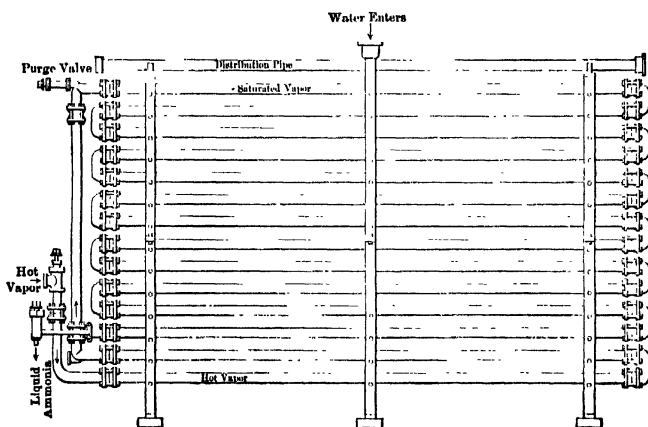 Water Enters
Distribution Pipe
Purge Valve
Saturated Vapor
Hot
Vapor
Liquid
Ammonia
Hot Vapor